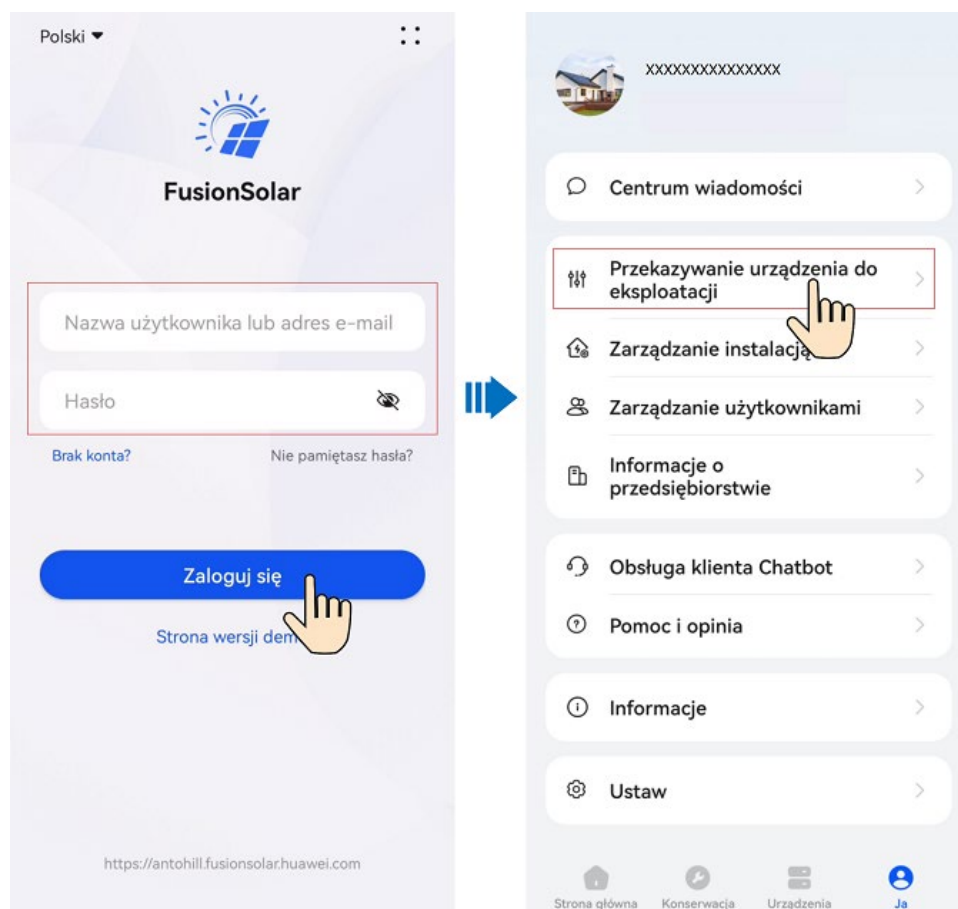 Polski
FusionSolar
Nazwa użytkownika lub adres e-mail
Hasło
Brak konta?
Nie pamiętasz hasła?
Zaloguj się
Strona wersji dem
https://antohill.fusionsolar.huawei.com
xxxxxxxxxxxxxxx
Centrum wiadomości
Przekazywanie urządzenia do
eksploatacji
Zarządzanie instalacją
Zarządzanie użytkownikami
Informacje o
przedsiębiorstwie
Obsługa klienta Chatbot
Pomoc i opinia
Informacje
Ustaw
Strona główna
Konserwacja
Urządzenia
Ja